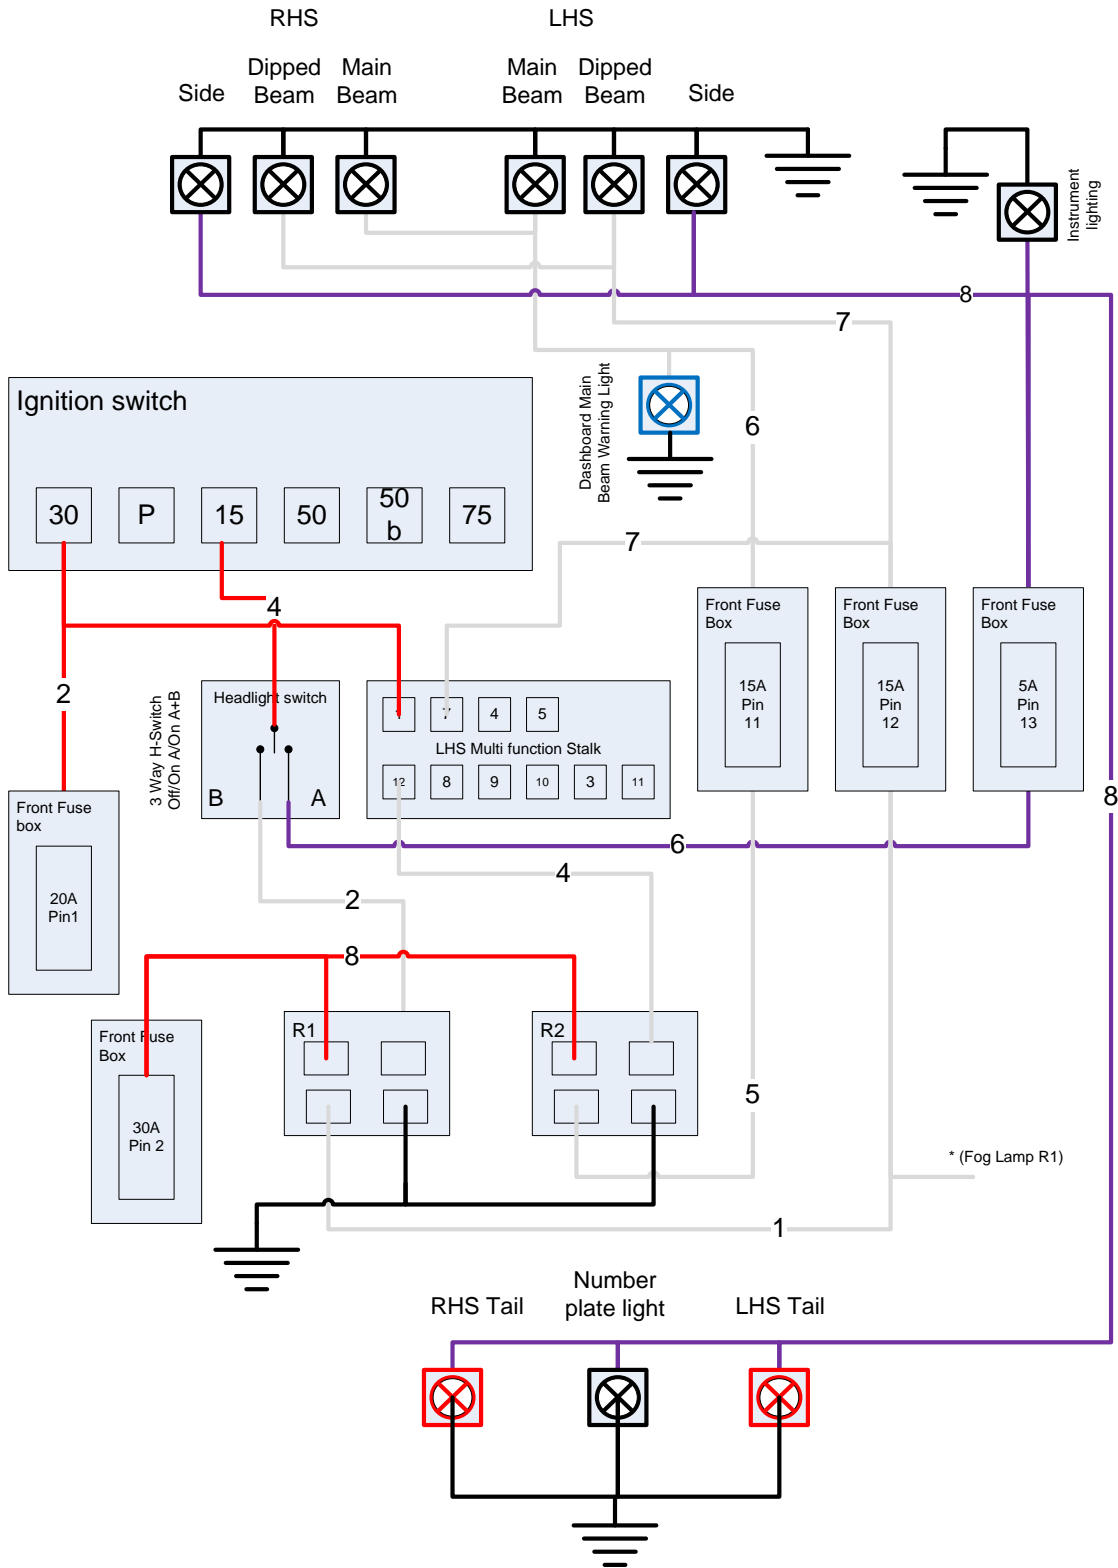 RHS
LHS
Side
Dipped
Beam
Main
Beam
Main
Beam
Dipped
Beam
Side
Instrument
lighting
8
7
Ignition switch
Dashboard Main
Beam Warning Light
6
30
P
15
50
50
b
75
7
4
Front Fuse
Box
15A
Pin
11
Front Fuse
Box
15A
Pin
12
Front Fuse
Box
5A
Pin
13
2
3 Way H-Switch
Off/On A/On A+B
Headlight switch
B
A
1
7
4
5
LHS Multi function Stalk
12
8
9
10
3
11
8
Front Fuse
box
20A
Pin1
6
4
2
8
Front Fuse
Box
30A
Pin 2
R1
R2
5
* (Fog Lamp R1)
1
RHS Tail
Number
plate light
LHS Tail